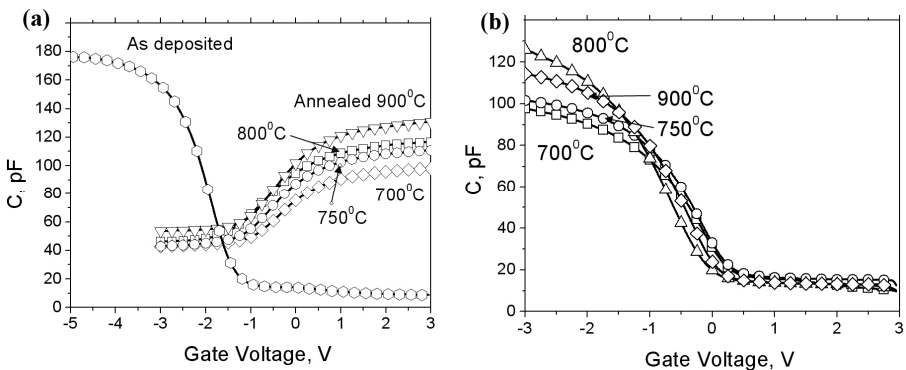 (a)
As deposited
Annealed 900⁰C
800⁰C
750⁰C
700⁰C
C, pF
180
160
140
120
100
80
60
40
20
0
-5 -4 -3 -2 -1 0 1 2 3
Gate Voltage, V
(b)
800⁰C
900⁰C
750⁰C
700⁰C
C, pF
120
100
80
60
40
20
0
-3 -2 -1 0 1 2 3
Gate Voltage, V